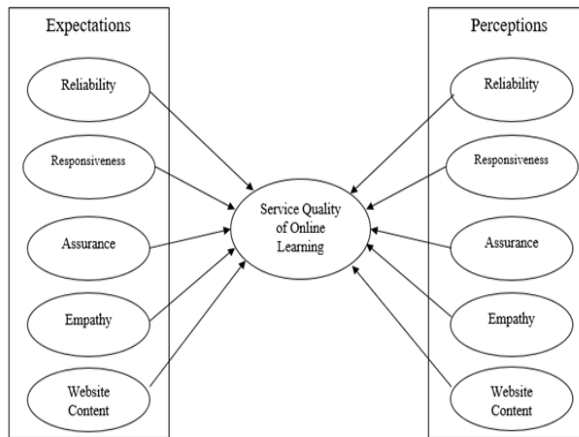 Expectations
Reliability
Responsiveness
Assurance
Empathy
Website
Content
Service Quality
of Online
Learning
Perceptions
Reliability
Responsiveness
Assurance
Empathy
Website
Content